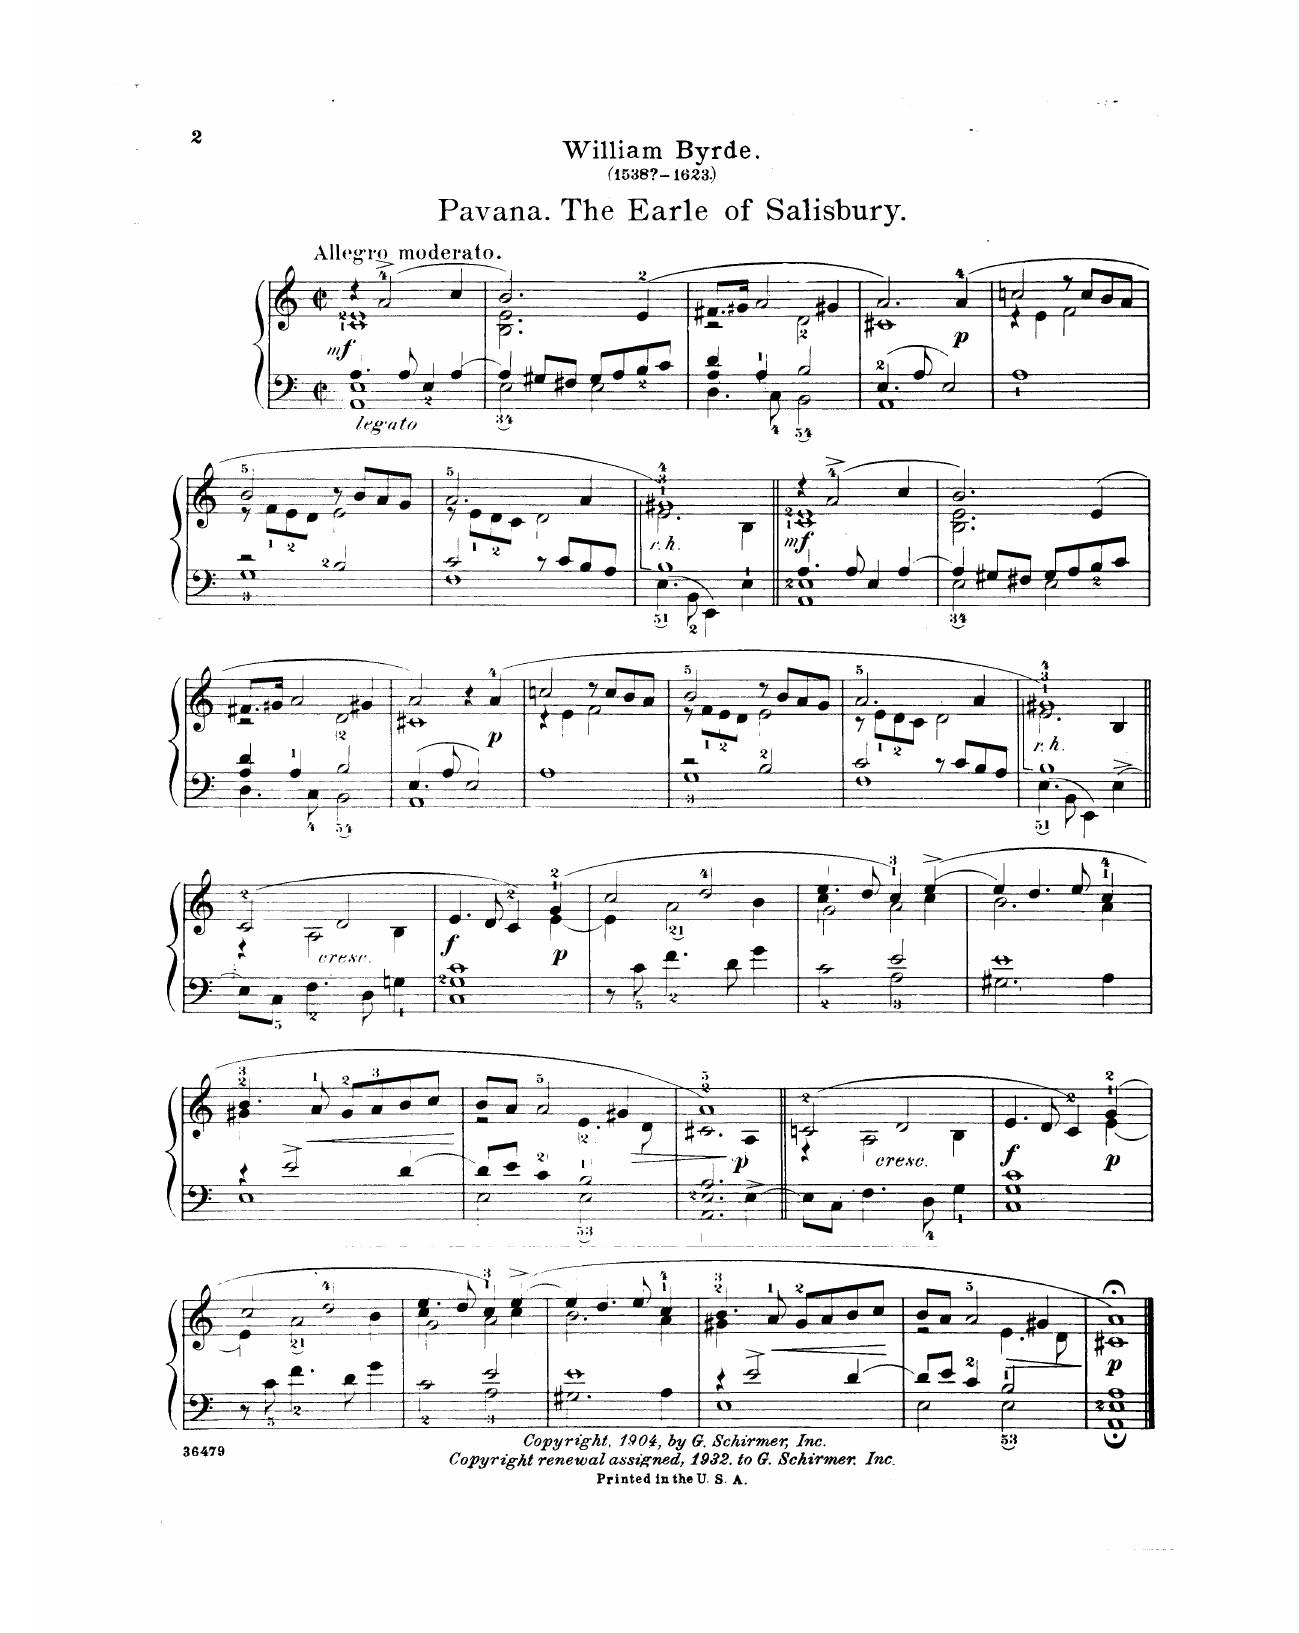 2
William Byrde.
(1538?-1623.)
Pavana. The Earle of Salisbury.
Allegro moderato.
mf
p
legato
r.h.
mf
p
r.h.
cresc.
f
p
p
cresc.
f
p
p
36479
Copyright, 1904, by G. Schirmer, Inc.
Copyright renewal assigned, 1932. to G. Schirmer. Inc.
Printed in the U. S. A.